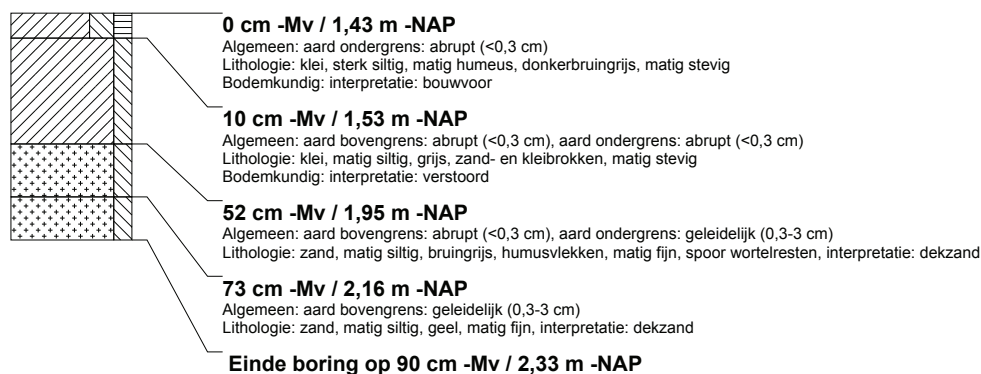 0 cm -Mv / 1,43 m -NAP
Algemeen: aard ondergrens: abrupt (<0,3 cm)
Lithologie: klei, sterk siltig, matig humeus, donkerbruingrijs, matig stevig
Bodemkundig: interpretatie: bouwvoor
10 cm -Mv / 1,53 m -NAP
Algemeen: aard bovengrens: abrupt (<0,3 cm), aard ondergrens: abrupt (<0,3 cm)
Lithologie: klei, matig siltig, grijs, zand- en kleibrokken, matig stevig
Bodemkundig: interpretatie: verstoord
52 cm -Mv / 1,95 m -NAP
Algemeen: aard bovengrens: abrupt (<0,3 cm), aard ondergrens: geleidelijk (0,3-3 cm)
Lithologie: zand, matig siltig, bruingrijs, humusvlekken, matig fijn, spoor wortelresten, interpretatie: dekzand
73 cm -Mv / 2,16 m -NAP
Algemeen: aard bovengrens: geleidelijk (0,3-3 cm)
Lithologie: zand, matig siltig, geel, matig fijn, interpretatie: dekzand
Einde boring op 90 cm -Mv / 2,33 m -NAP